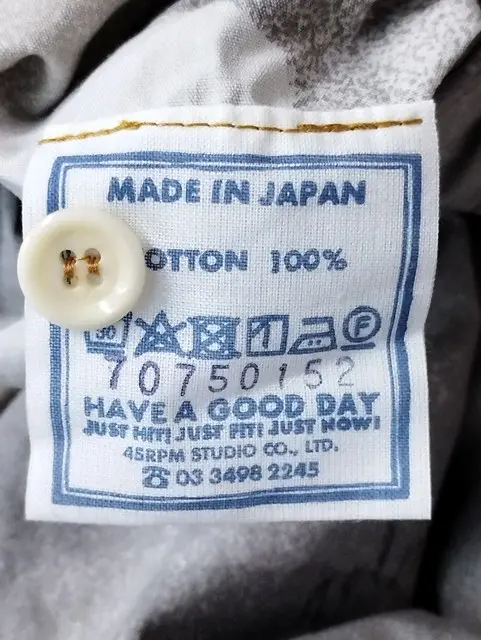 MADE IN JAPAN
OTTON 100%
70750152
HAVE A GOOD DAY
JUST HIT! JUST FIT! JUST NOW!
45RPM STUDIO CO., LTD.
☎ 03 3498 2245